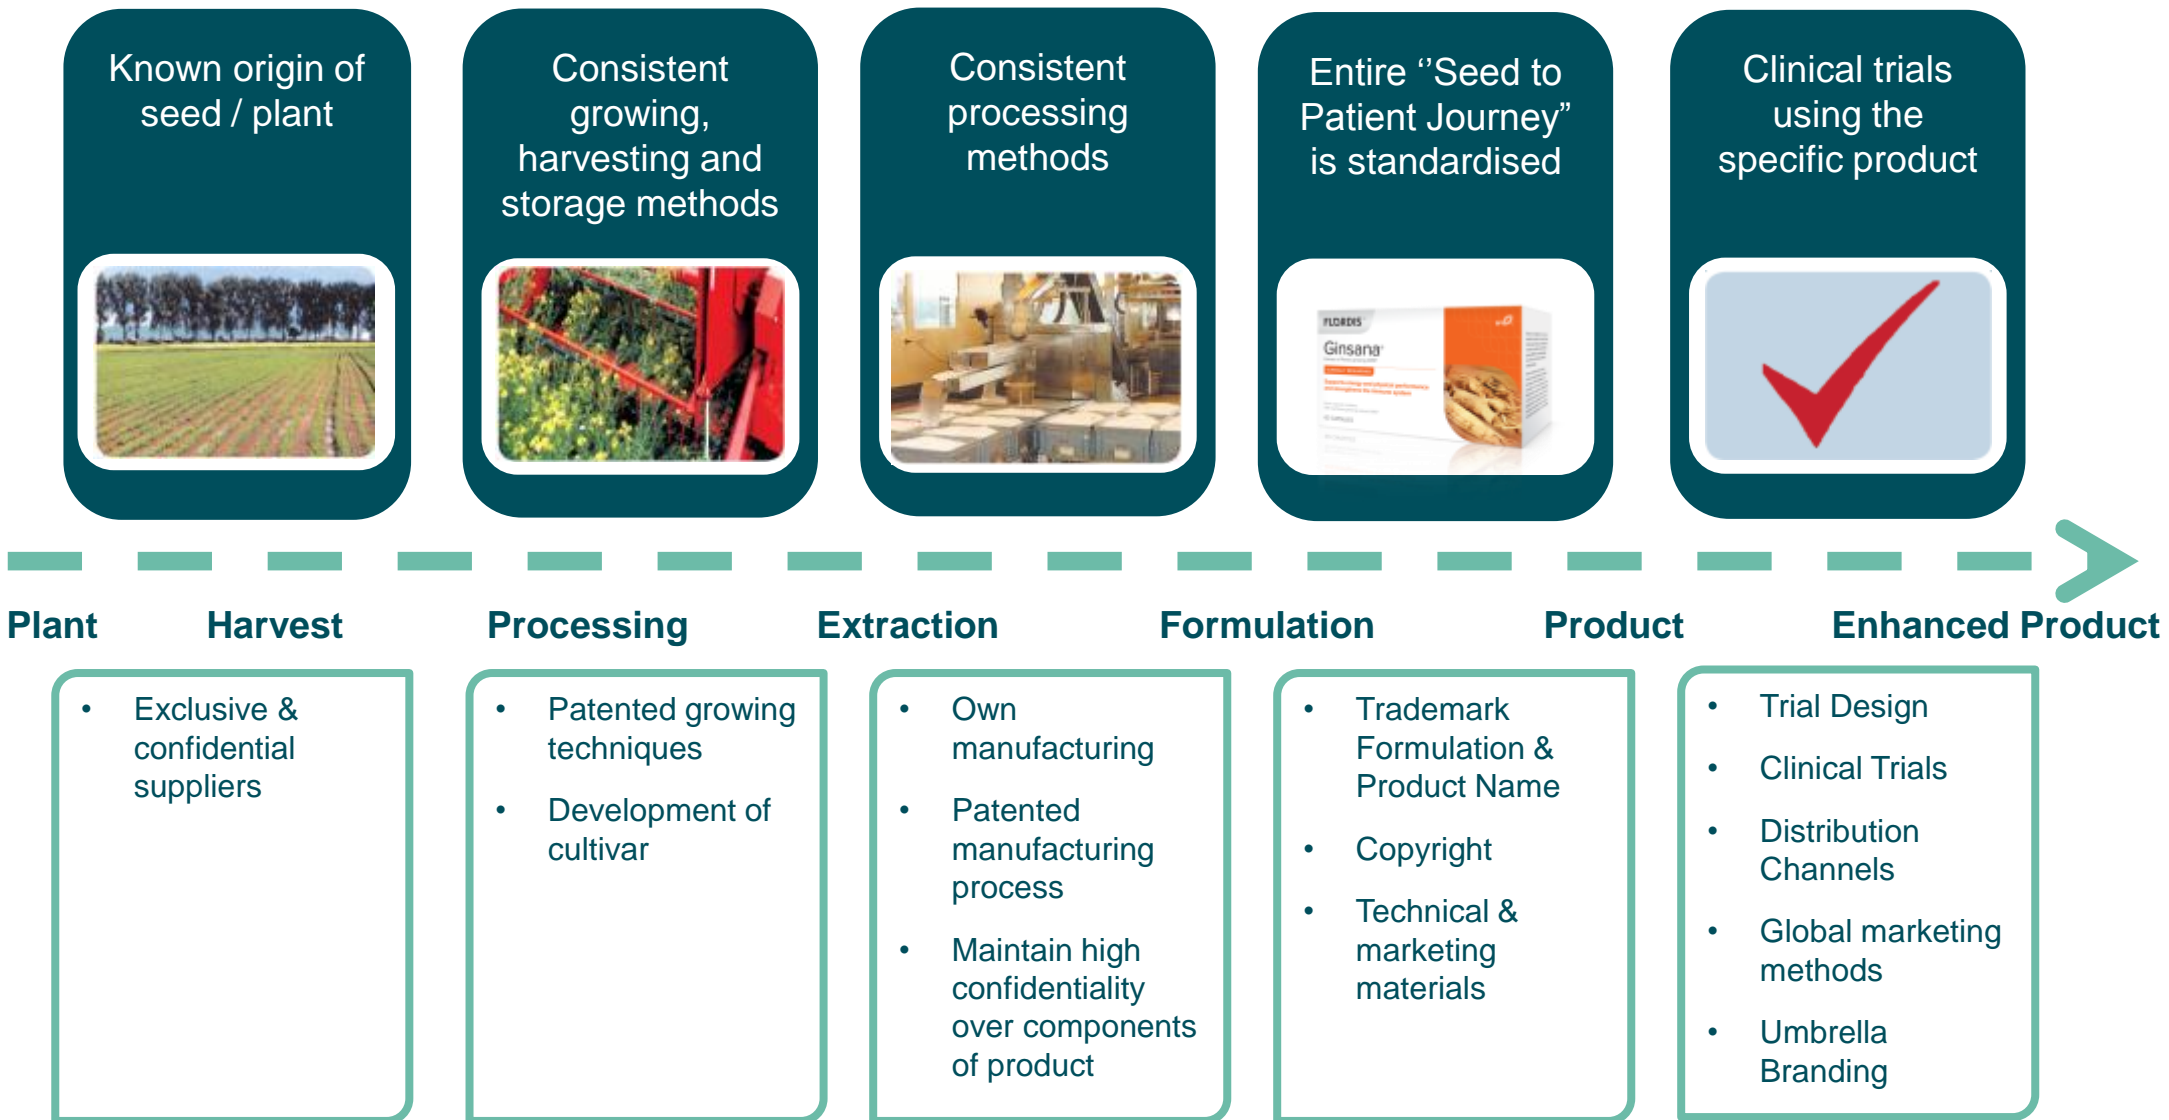 Known origin of
seed / plant
Consistent
growing,
harvesting and
storage methods
Consistent
processing
methods
Entire ‘’Seed to
Patient Journey”
is standardised
Clinical trials
using the
specific product
FLORDIS
Ginsana
Plant Harvest Processing Extraction Formulation Product Enhanced Product
• Exclusive &
confidential
suppliers
• Patented growing
techniques
• Development of
cultivar
• Own
manufacturing
• Patented
manufacturing
process
• Maintain high
confidentiality
over components
of product
• Trademark
Formulation &
Product Name
• Copyright
• Technical &
marketing
materials
• Trial Design
• Clinical Trials
• Distribution
Channels
• Global marketing
methods
• Umbrella
Branding